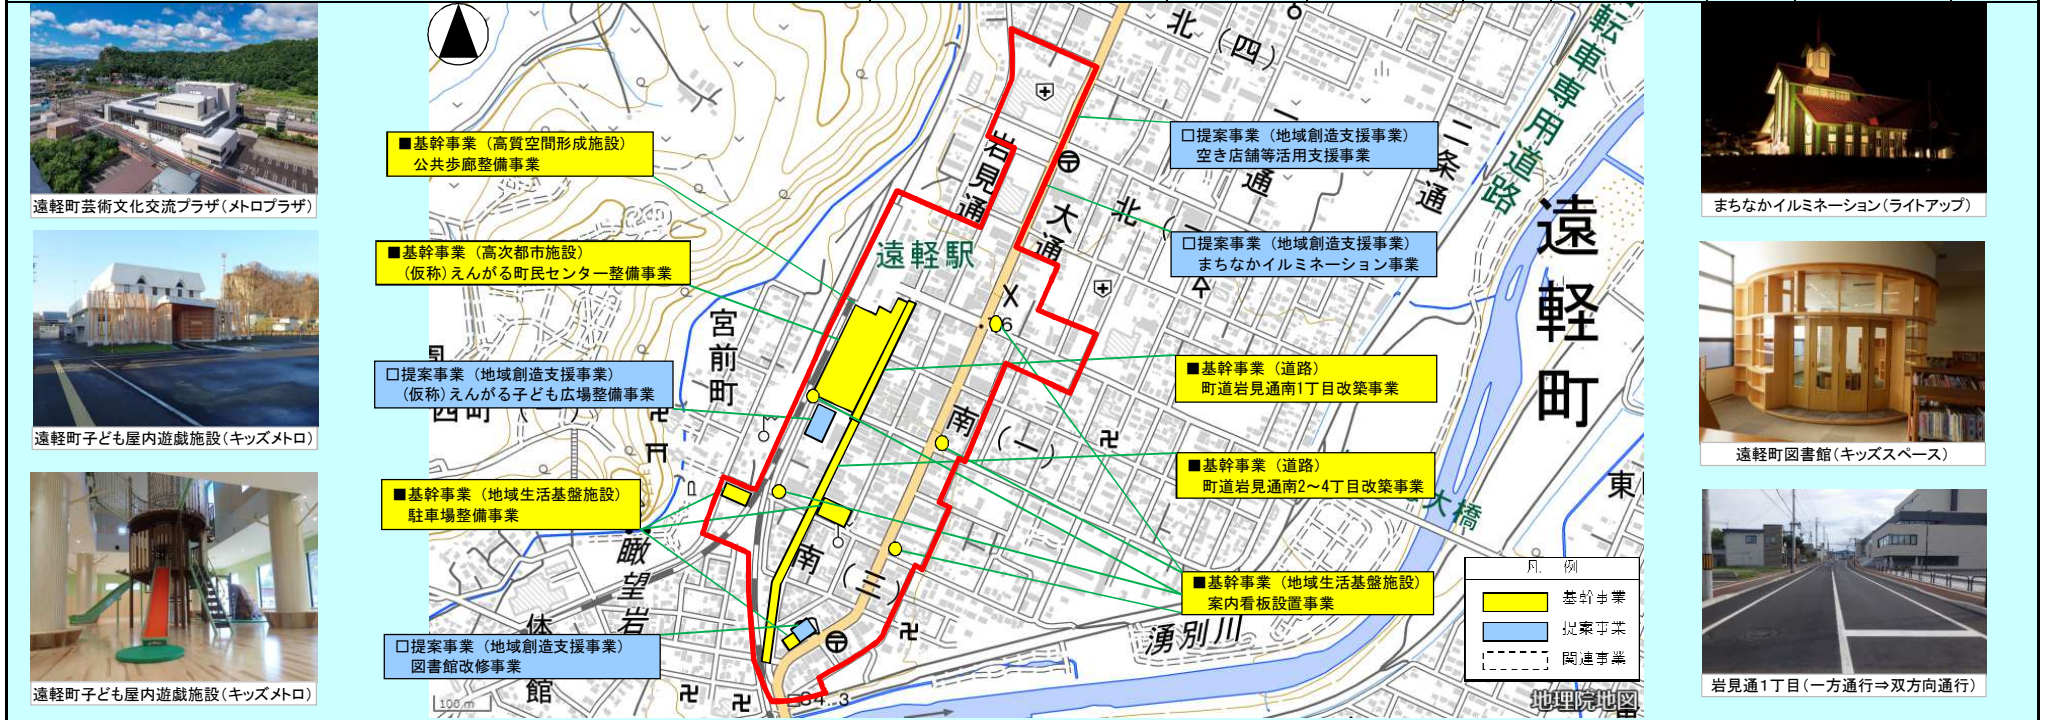 遠軽町芸術文化交流プラザ(メトロプラザ)
遠軽町子ども屋内遊戯施設(キッズメトロ)
遠軽町子ども屋内遊戯施設(キッズメトロ)
■基幹事業(高質空間形成施設)
公共歩廊整備事業
■基幹事業(高次都市施設)
(仮称)えんがる町民センター整備事業
□提案事業(地域創造支援事業)
(仮称)えんがる子ども広場整備事業
■基幹事業(地域生活基盤施設)
駐車場整備事業
□提案事業(地域創造支援事業)
図書館改修事業
北(四)
岩見通
大通
二条通
遠軽駅
宮前町
南(一)
南(三)
瞰望岩
体
館
湧別川
大橋
東
転車専用道路
遠軽町
100m
84.3
□提案事業(地域創造支援事業)
空き店舗等活用支援事業
□提案事業(地域創造支援事業)
まちなかイルミネーション事業
■基幹事業(道路)
町道岩見通南1丁目改築事業
■基幹事業(道路)
町道岩見通南2~4丁目改築事業
■基幹事業(地域生活基盤施設)
案内看板設置事業
凡 例
基幹事業
提案事業
関連事業
地理院地図
まちなかイルミネーション(ライトアップ)
遠軽町図書館(キッズスペース)
岩見通1丁目(一方通行⇒双方向通行)